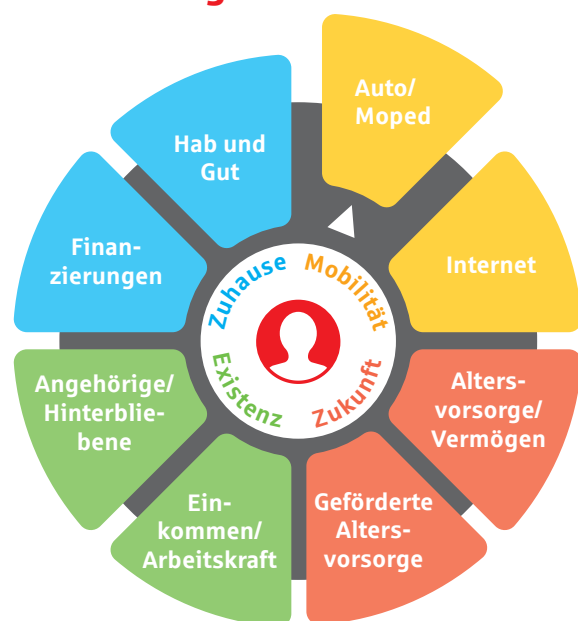 Auto/
Moped
Hab und
Gut
Finan-
zierungen
Internet
Zuhause
Mobilität
Existenz
Zukunft
Angehörige/
Hinterblie-
bene
Alters-
vorsorge/
Vermögen
Ein-
kommen/
Arbeitskraft
Geförderte
Alters-
vorsorge